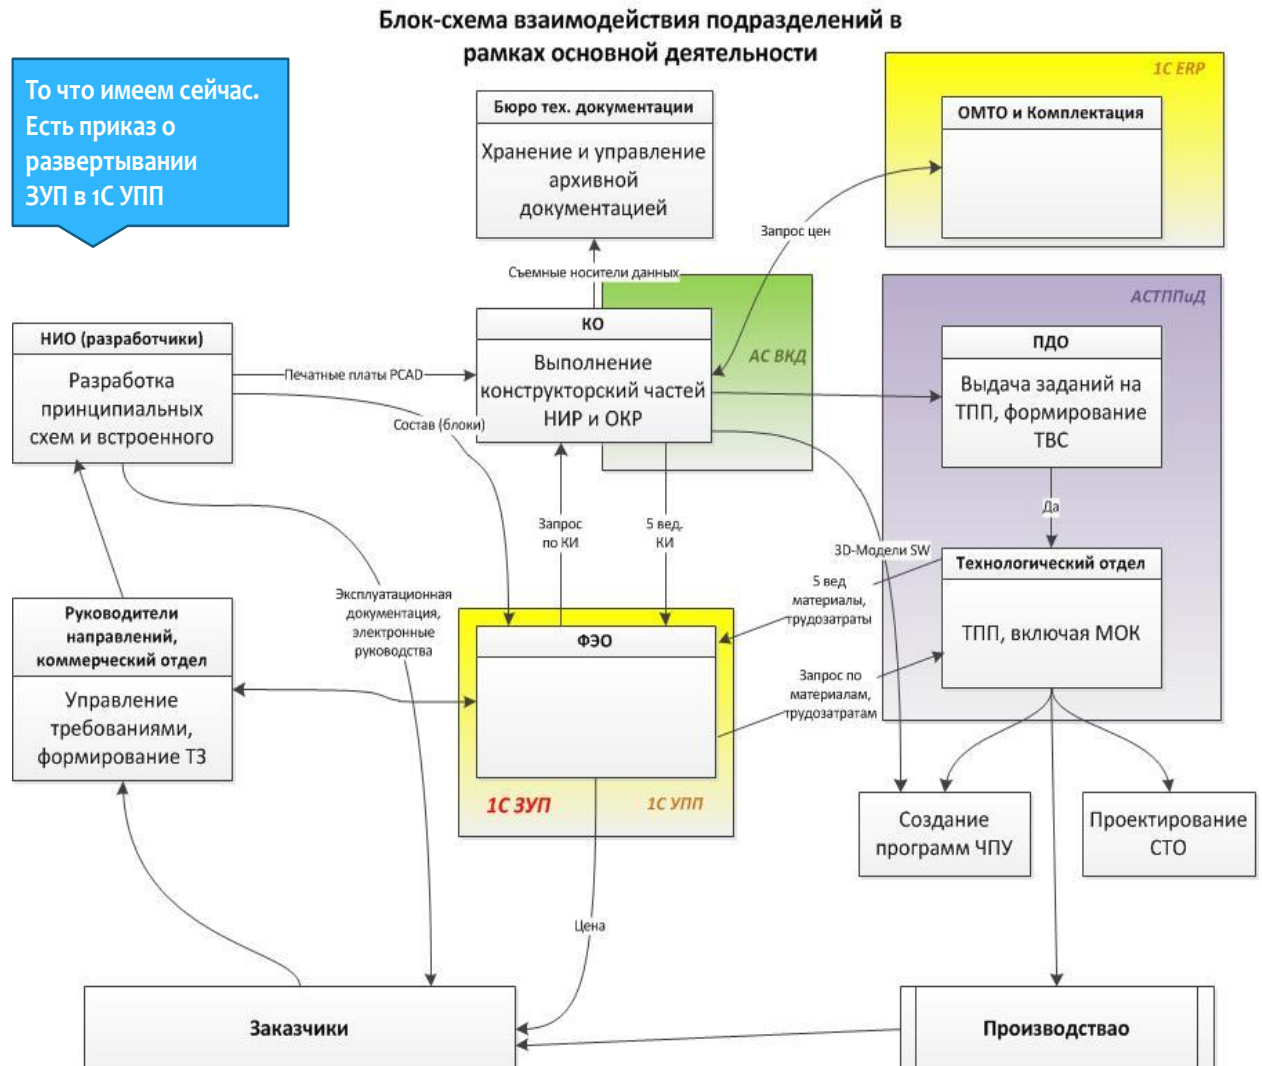 Блок-схема взаимодействия подразделений в
рамках основной деятельности
То что имеем сейчас.
Есть приказ о
развертывании
ЗУП в 1С УПП
Бюро тех. документации
Хранение и управление
архивной
документацией
1С ERP
ОМТО и Комплектация
Запрос цен
Съемные носители данных
НИО (разработчики)
Разработка
принципиальных
схем и встроенного
Печатные платы PCAD
Состав (блоки)
КО
Выполнение
конструкторский частей
НИР и ОКР
АС ВКД
АСТППиД
ПДО
Выдача заданий на
ТПП, формирование
ТВС
Да
Запрос
по КИ
5 вед.
КИ
3D-Модели SW
Технологический отдел
ТПП, включая МОК
5 вед
материалы,
трудозатраты
Запрос по
материалам,
трудозатратам
Эксплуатационная
документация,
электронные
руководства
Руководители
направлений,
коммерческий отдел
Управление
требованиями,
формирование ТЗ
ФЭО
1С ЗУП
1С УПП
Создание
программ ЧПУ
Проектирование
СТО
Цена
Заказчики
Производствао